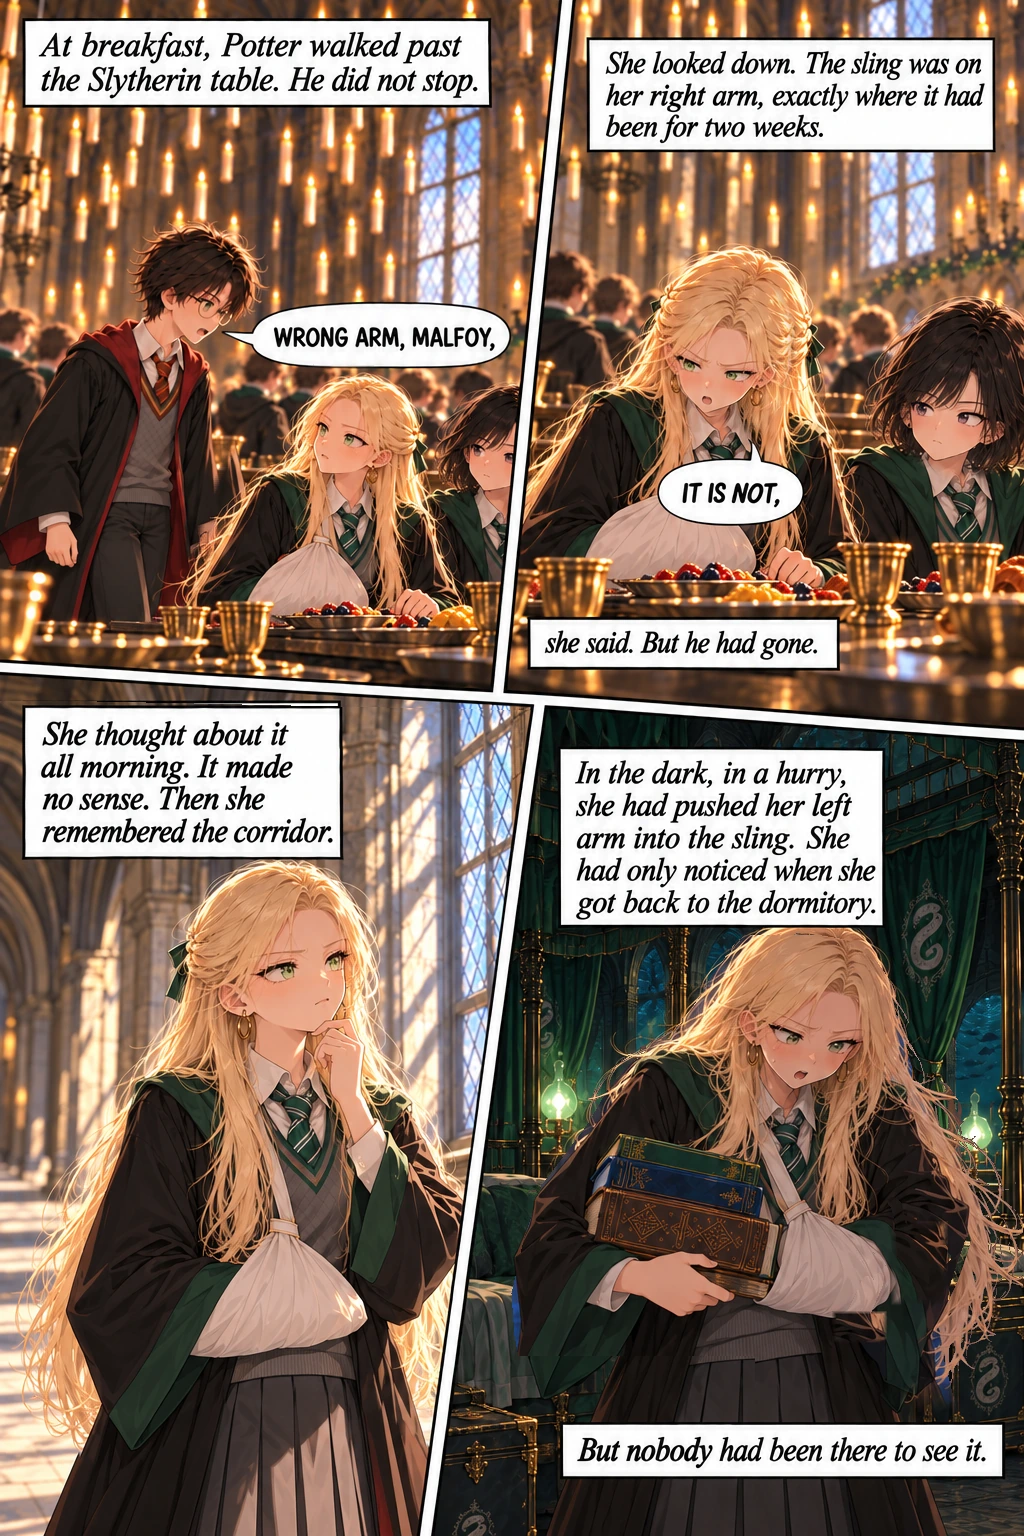 At breakfast, Potter walked past
the Slytherin table. He did not stop.
WRONG ARM, MALFOY,
She looked down. The sling was on
her right arm, exactly where it had
been for two weeks.
IT IS NOT,
she said. But he had gone.
She thought about it
all morning. It made
no sense. Then she
remembered the corridor.
In the dark, in a hurry,
she had pushed her left
arm into the sling. She
had only noticed when she
got back to the dormitory.
But nobody had been there to see it.